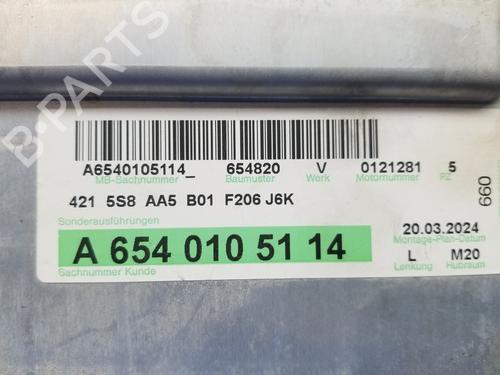 B-PARTS
A6540105114_ 654820 V 0121281 5
MB-Sachnummer Baumuster Werk Motornummer PZ
421 5S8 AA5 B01 F206 J6K
Sonderausführungen
A 654 010 51 14
Sachnummer Kunde
20.03.2024
Montage-Plan-Datum
L M20
Lenkung Hubraum
099